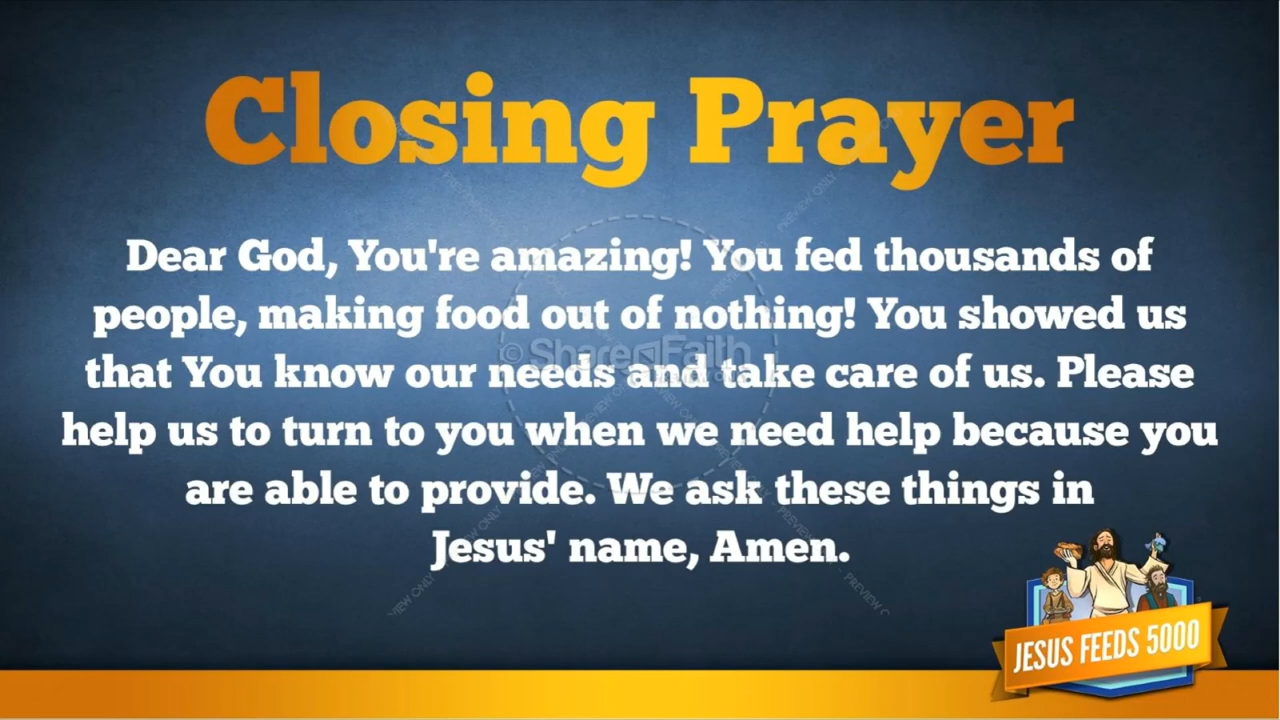 Closing Prayer
Dear God, You're amazing! You fed thousands of
people, making food out of nothing! You showed us
that You know our needs and take care of us. Please
help us to turn to you when we need help because you
are able to provide. We ask these things in
Jesus' name, Amen.
© ShareFaith
PREVIEW ONLY
JESUS FEEDS 5000